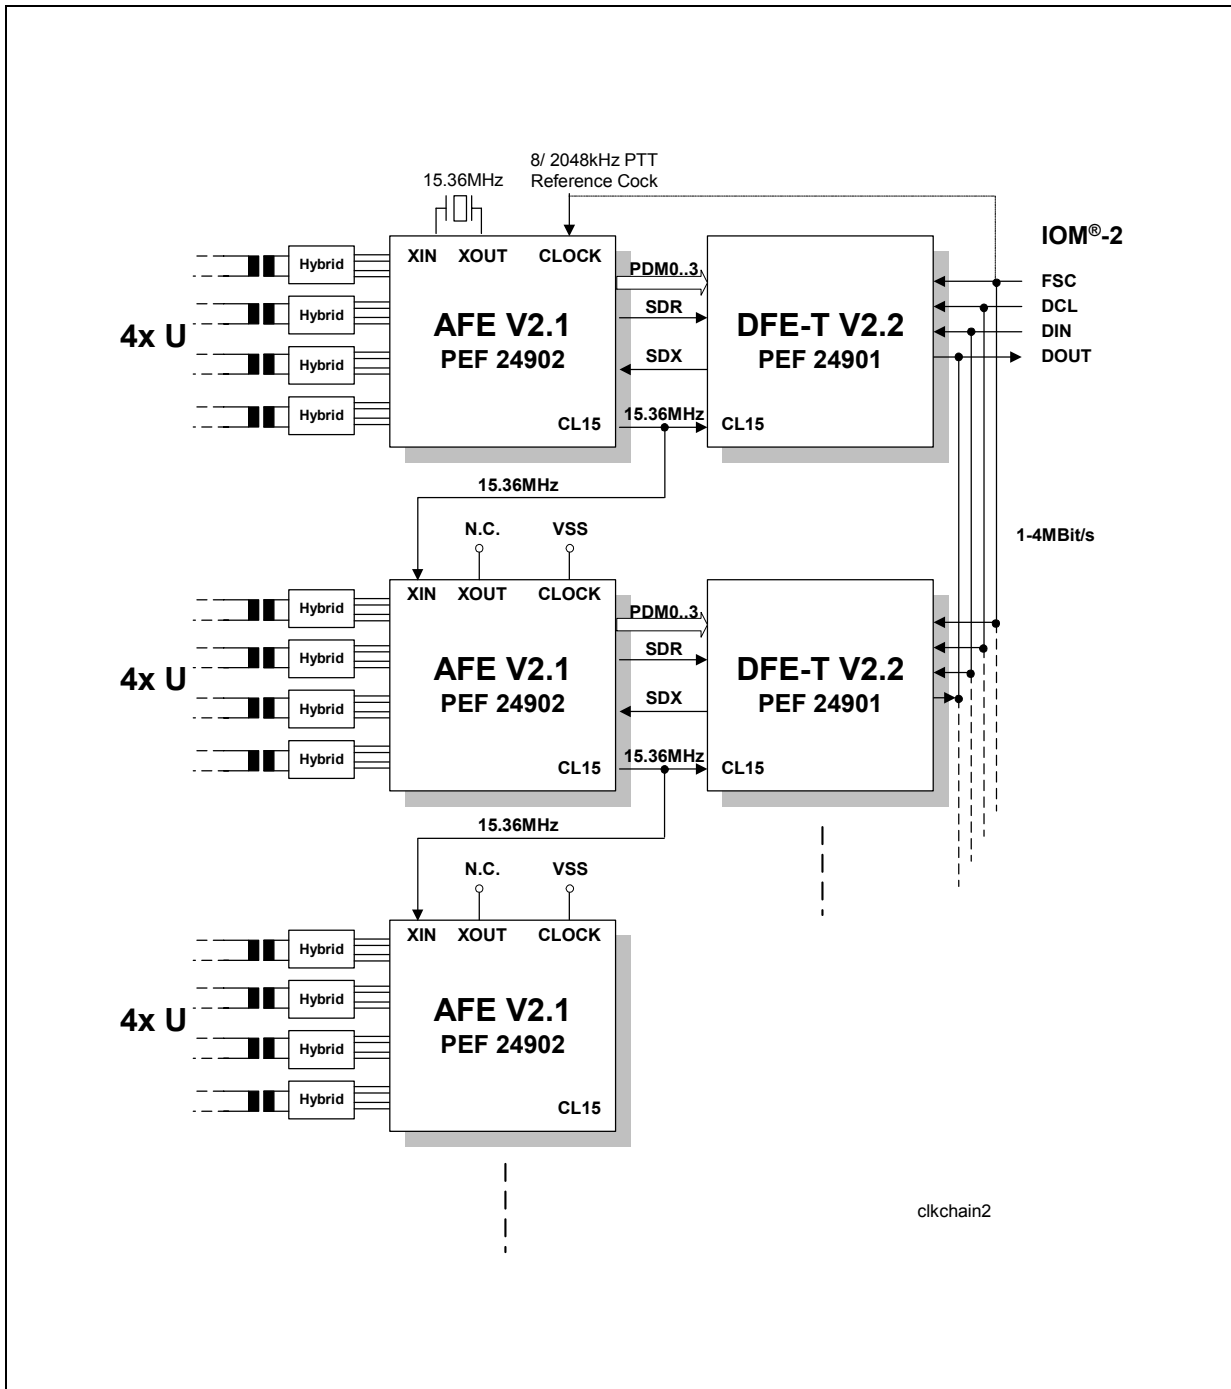 8/ 2048kHz PTT
Reference Cock
15.36MHz
IOM®-2
XIN XOUT CLOCK
FSC
DCL
DIN
DOUT
4x U
Hybrid
Hybrid
Hybrid
Hybrid
AFE V2.1
PEF 24902
CL15
PDM0..3
SDR
SDX
15.36MHz
DFE-T V2.2
PEF 24901
CL15
15.36MHz
1-4MBit/s
N.C. VSS
XIN XOUT CLOCK
4x U
Hybrid
Hybrid
Hybrid
Hybrid
AFE V2.1
PEF 24902
CL15
PDM0..3
SDR
SDX
15.36MHz
DFE-T V2.2
PEF 24901
CL15
15.36MHz
N.C. VSS
XIN XOUT CLOCK
4x U
Hybrid
Hybrid
Hybrid
Hybrid
AFE V2.1
PEF 24902
CL15
clkchain2